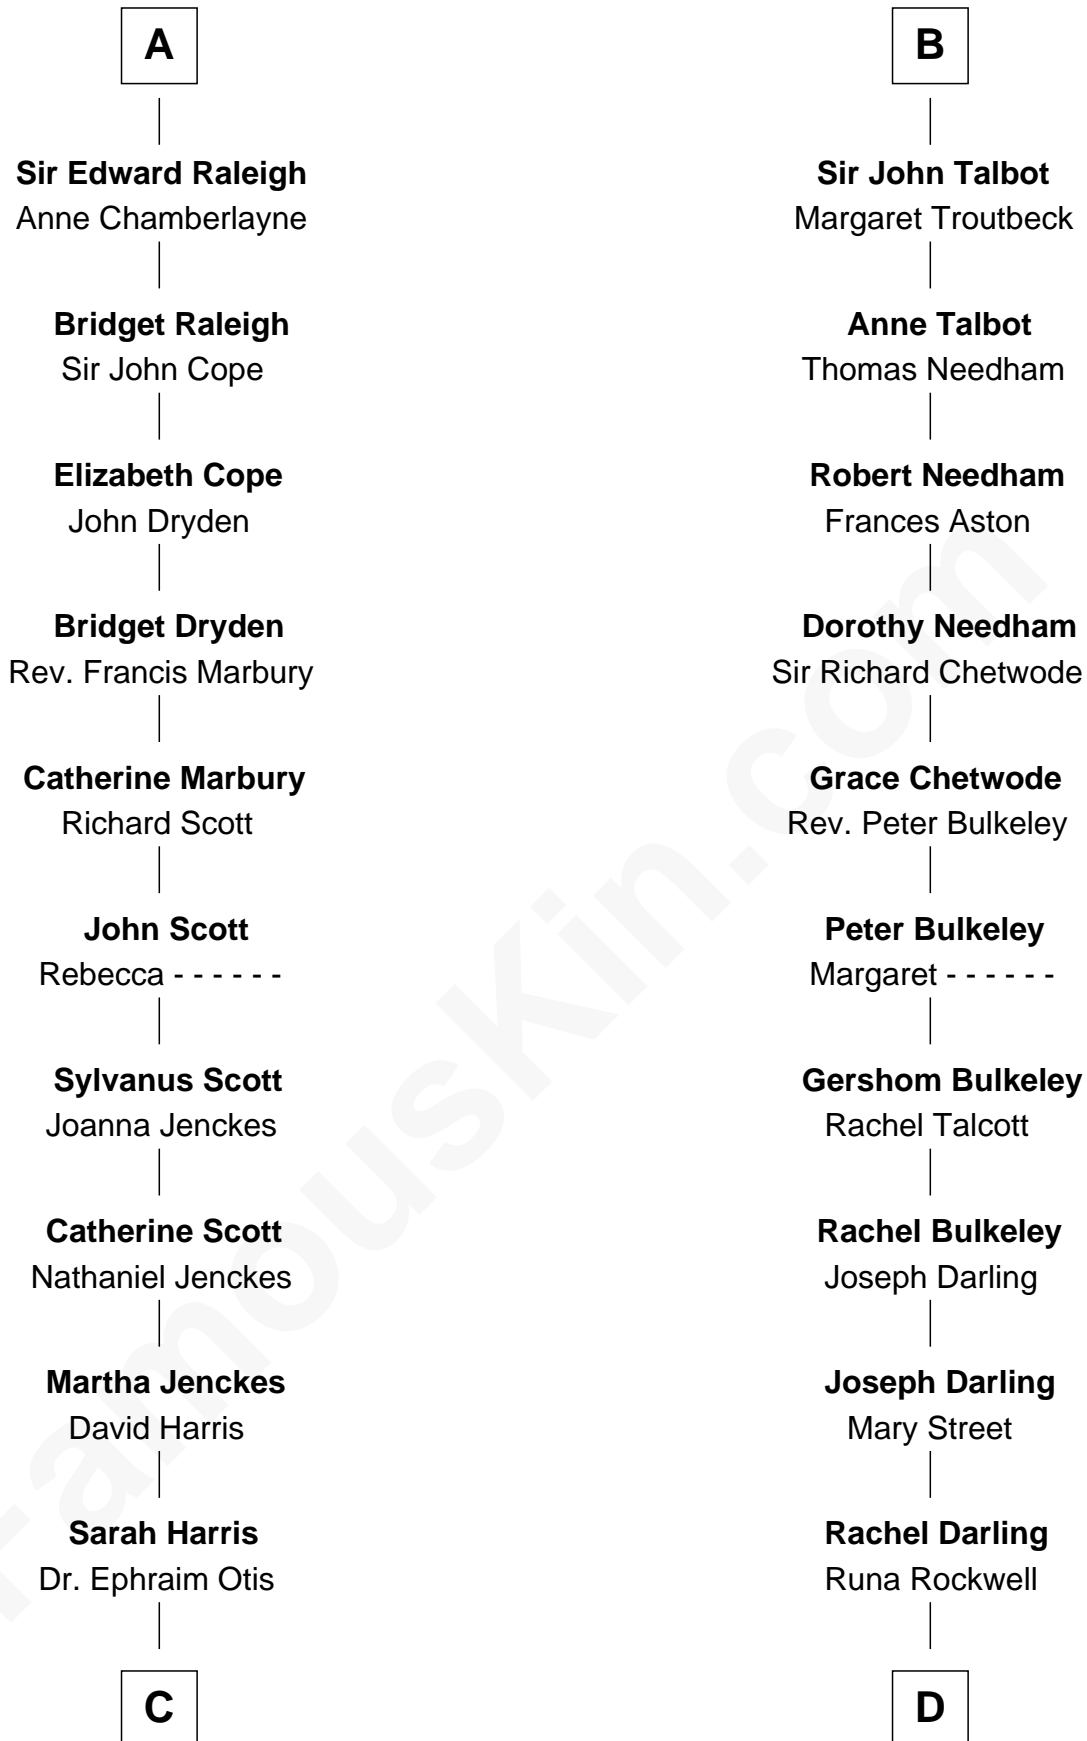 A
Sir Edward Raleigh
Anne Chamberlayne
Bridget Raleigh
Sir John Cope
Elizabeth Cope
John Dryden
Bridget Dryden
Rev. Francis Marbury
Catherine Marbury
Richard Scott
John Scott
Rebecca - - - - - -
Sylvanus Scott
Joanna Jenckes
Catherine Scott
Nathaniel Jenckes
Martha Jenckes
David Harris
Sarah Harris
Dr. Ephraim Otis
C
B
Sir John Talbot
Margaret Troutbeck
Anne Talbot
Thomas Needham
Robert Needham
Frances Aston
Dorothy Needham
Sir Richard Chetwode
Grace Chetwode
Rev. Peter Bulkeley
Peter Bulkeley
Margaret - - - - - -
Gershom Bulkeley
Rachel Talcott
Rachel Bulkeley
Joseph Darling
Joseph Darling
Mary Street
Rachel Darling
Runa Rockwell
D
FamousKin.com